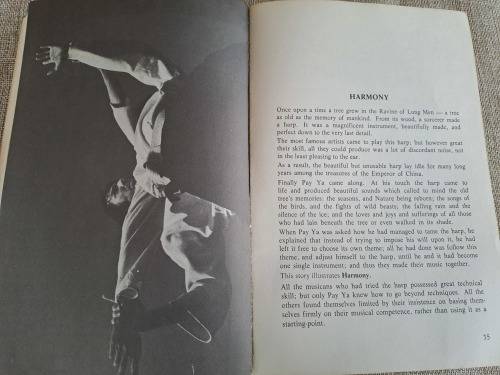 HARMONY
Once upon a time a tree grew in the Ravine of Lung Men — a tree
as old as the memory of mankind. From its wood, a sorcerer made
a harp. It was a magnificent instrument, beautifully made, and
perfect down to the very last detail.
The most famous artists came to play this harp; but however great
their skill, all they could produce was a lot of discordant noise, not
in the least pleasing to the ear.
As a result, the beautiful but unusable harp lay idle for many long
years among the treasures of the Emperor of China.
Finally Pay Ya came along. At his touch the harp came to
life and produced beautiful sounds which called to mind the old
tree's memories: the seasons, and Nature being reborn; the songs of
the birds, and the fights of wild beasts; the falling rain and the
silence of the ice; and the loves and joys and sufferings of all those
who had lain beneath the tree or even walked in its shade.
When Pay Ya was asked how he had managed to tame the harp, he
explained that instead of trying to impose his will upon it, he had
left it free to choose its own theme; all he had done was follow this
theme, and adjust himself to the harp, until he and it had become
one single instrument; and thus they made their music together.
This story illustrates Harmony.
All the musicians who had tried the harp possessed great technical
skill; but only Pay Ya knew how to go beyond techniques. All the
others found themselves limited by their insistence on basing them-
selves firmly on their musical competence, rather than using it as a
starting-point.
35